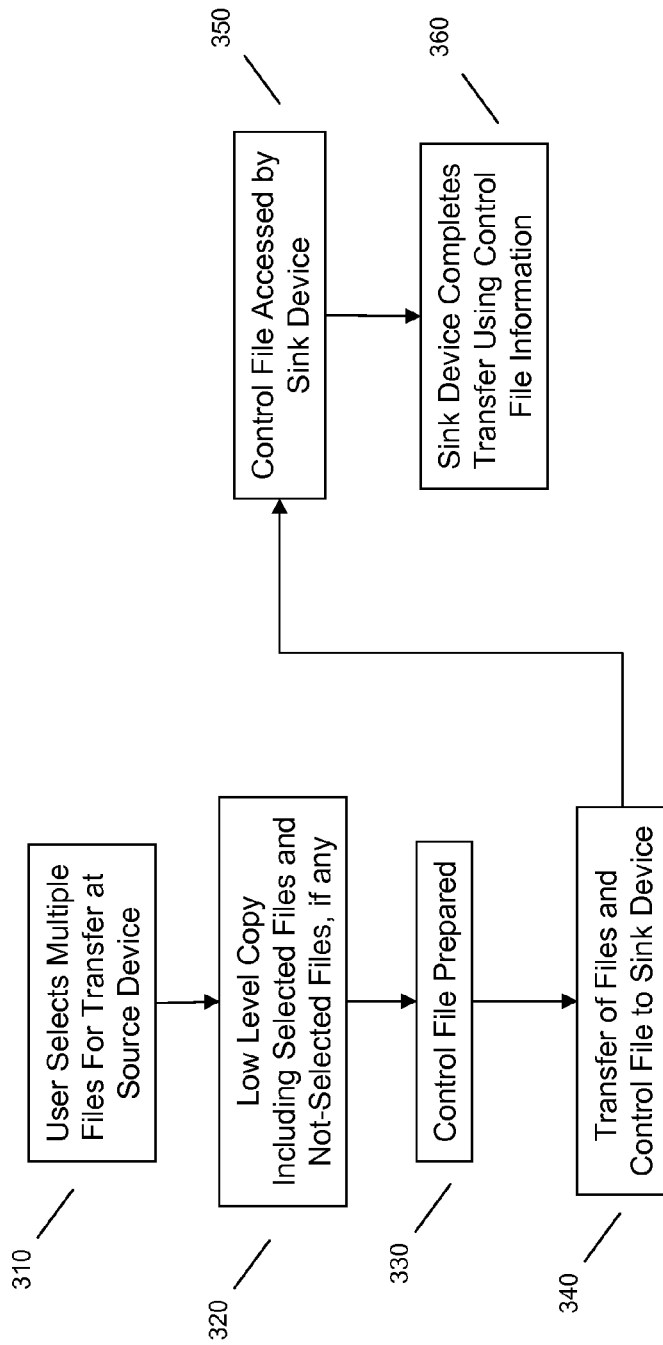 310
User Selects Multiple
Files For Transfer at
Source Device
320
Low Level Copy
Including Selected Files and
Not-Selected Files, if any
330
Control File Prepared
340
Transfer of Files and
Control File to Sink Device
350
Control File Accessed by
Sink Device
360
Sink Device Completes
Transfer Using Control
File Information